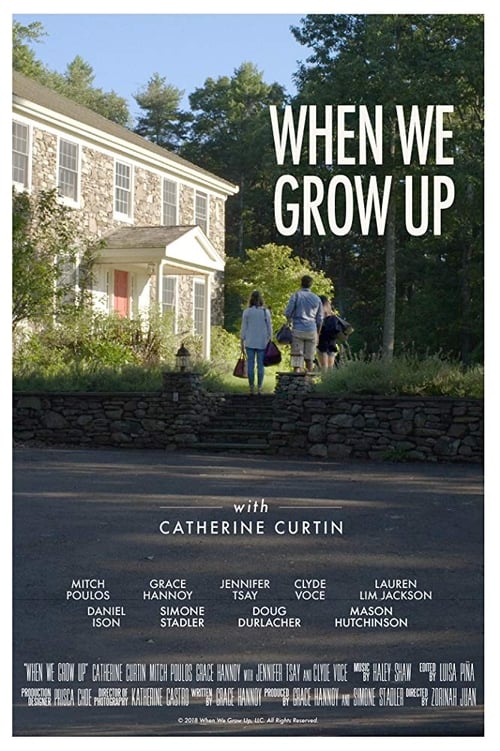 WHEN WE
GROW UP
with
CATHERINE CURTIN
MITCH POULOS GRACE HANNOY JENNIFER TSAY CLYDE VOCE LAUREN LIM JACKSON
DANIEL ISON SIMONE STADLER DOUG DURLACHER MASON HUTCHINSON
"WHEN WE GROW UP" CATHERINE CURTIN MITCH POULOS GRACE HANNOY WITH JENNIFER TSAY AND CLYDE VOCE MUSIC BY HALEY SHAW EDITED BY LUISA PIÑA
PRODUCTION DESIGNER PRISCA CHOE DIRECTOR OF PHOTOGRAPHY KATHERINE CASTRO WRITTEN BY GRACE HANNOY PRODUCED BY GRACE HANNOY AND SIMONE STADLER DIRECTED BY ZORINAH JUAN
© 2018 When We Grow Up, LLC. All Rights Reserved.